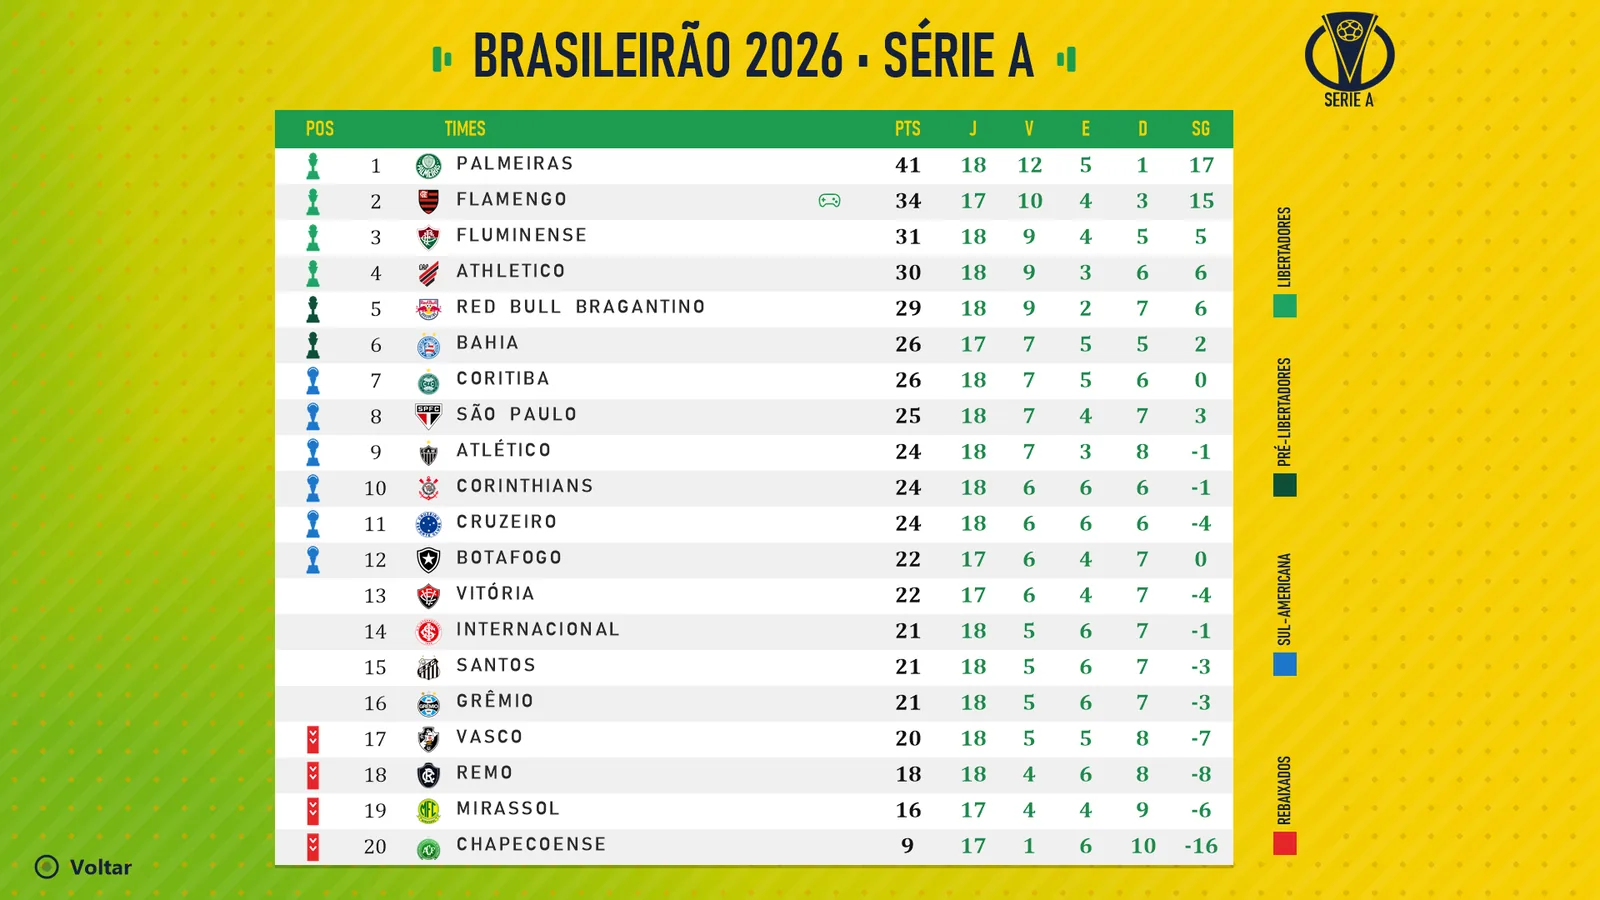 BRASILEIRÃO 2026 · SÉRIE A
SERIE A
POS TIMES PTS J V E D SG
1 PALMEIRAS 41 18 12 5 1 17
2 FLAMENGO 34 17 10 4 3 15
3 FLUMINENSE 31 18 9 4 5 5
4 ATHLETICO 30 18 9 3 6 6
5 RED BULL BRAGANTINO 29 18 9 2 7 6
6 BAHIA 26 17 7 5 5 2
7 CORITIBA 26 18 7 5 6 0
8 SÃO PAULO 25 18 7 4 7 3
9 ATLÉTICO 24 18 7 3 8 -1
10 CORINTHIANS 24 18 6 6 6 -1
11 CRUZEIRO 24 18 6 6 6 -4
12 BOTAFOGO 22 17 6 4 7 0
13 VITÓRIA 22 17 6 4 7 -4
14 INTERNACIONAL 21 18 5 6 7 -1
15 SANTOS 21 18 5 6 7 -3
16 GRÊMIO 21 18 5 6 7 -3
17 VASCO 20 18 5 5 8 -7
18 REMO 18 18 4 6 8 -8
19 MIRASSOL 16 17 4 4 9 -6
20 CHAPECOENSE 9 17 1 6 10 -16
LIBERTADORES
PRÉ-LIBERTADORES
SUL-AMERICANA
REBAIXADOS
Voltar